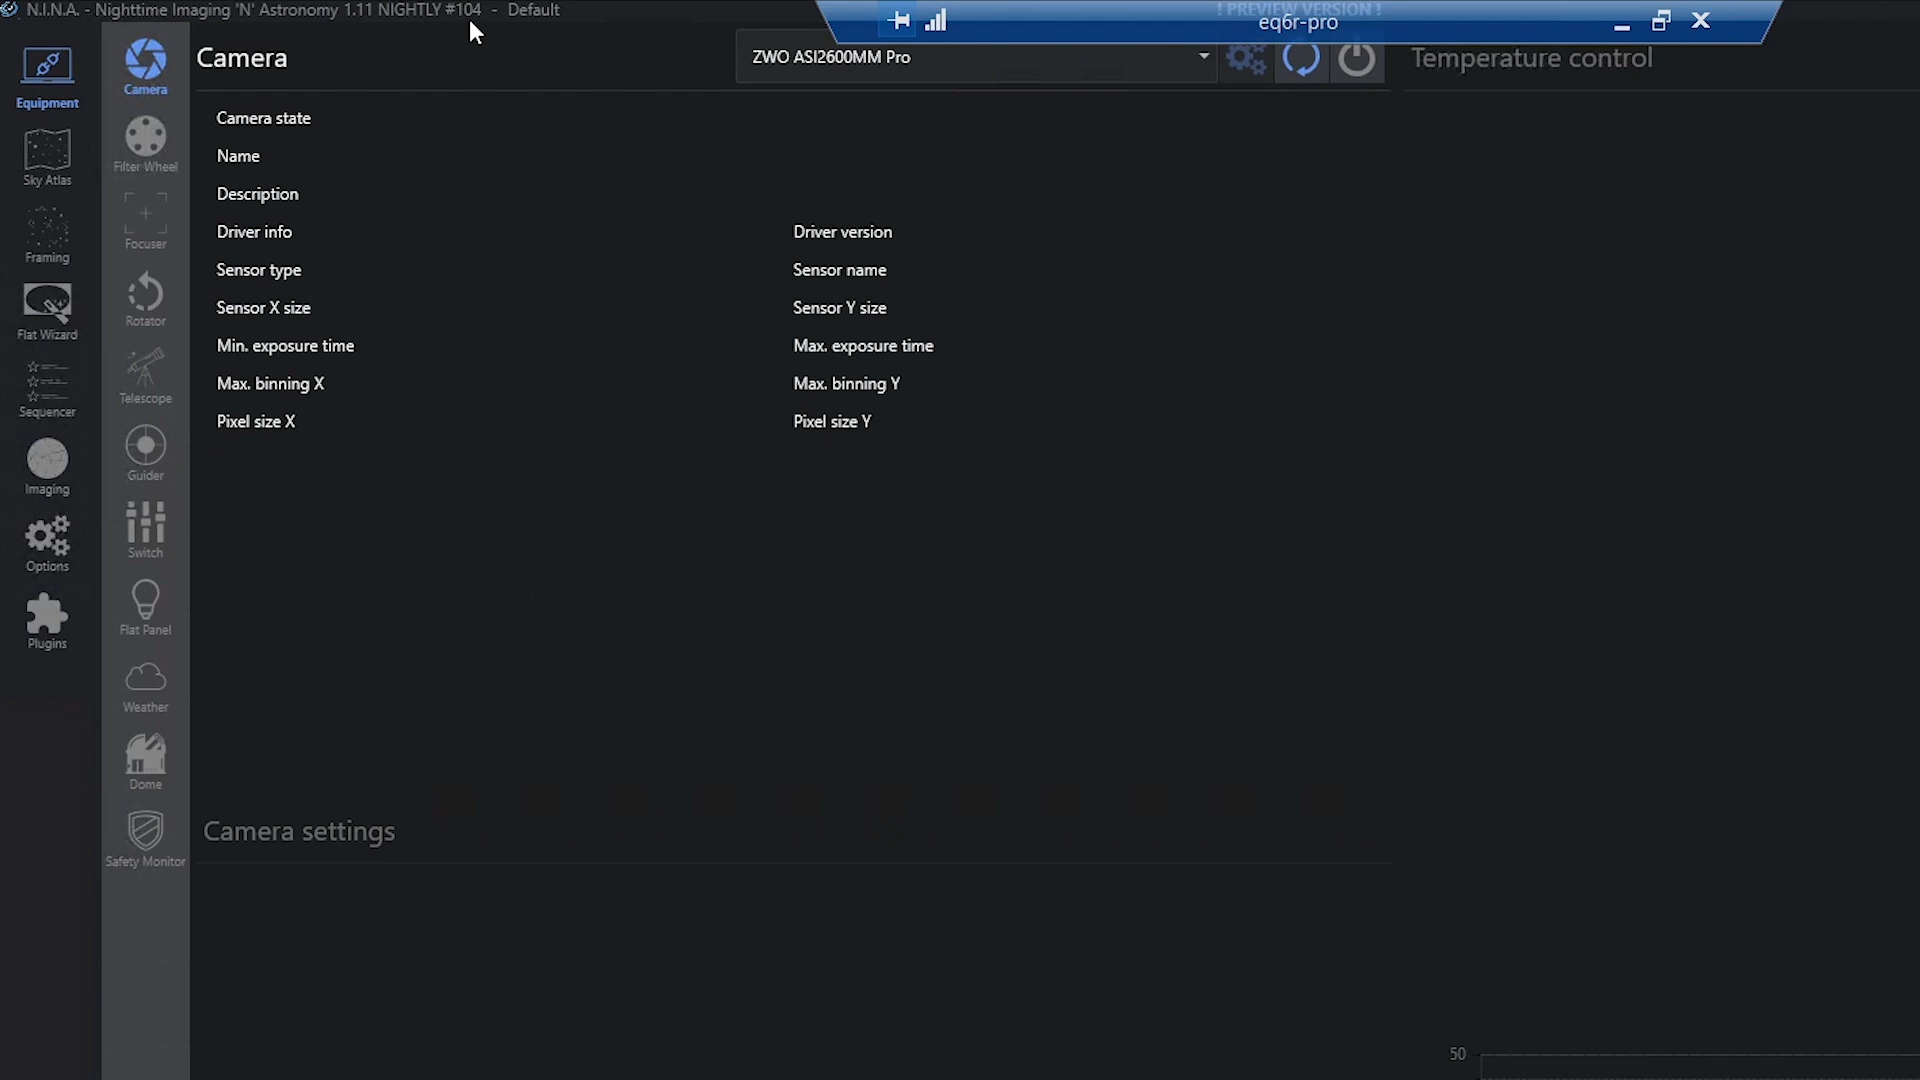 N.I.N.A. - Nighttime Imaging 'N' Astronomy 1.11 NIGHTLY #104 - Default
! PREVIEW VERSION !
eq6r-pro
Equipment
Sky Atlas
Framing
Flat Wizard
Sequencer
Imaging
Options
Plugins
Camera
Filter Wheel
Focuser
Rotator
Telescope
Guider
Switch
Flat Panel
Weather
Dome
Safety Monitor
Camera
ZWO ASI2600MM Pro
Temperature control
Camera state
Name
Description
Driver info
Driver version
Sensor type
Sensor name
Sensor X size
Sensor Y size
Min. exposure time
Max. exposure time
Max. binning X
Max. binning Y
Pixel size X
Pixel size Y
Camera settings
50